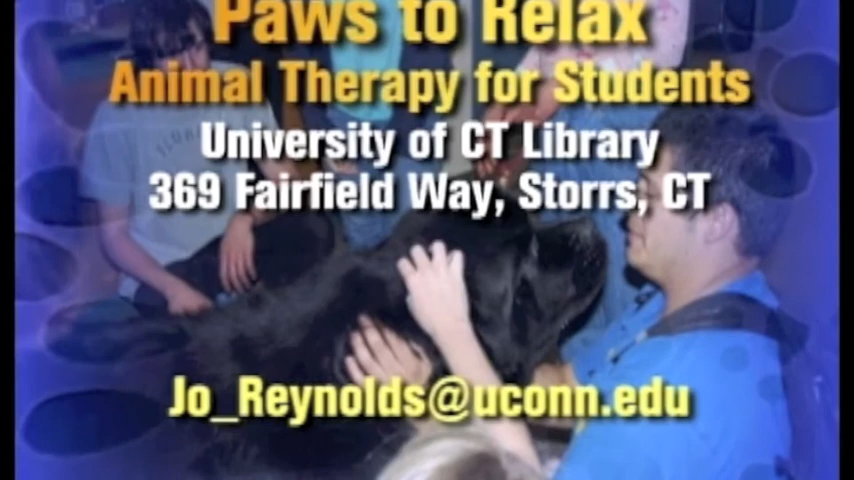 Paws to Relax
Animal Therapy for Students
University of CT Library
369 Fairfield Way, Storrs, CT
Jo_Reynolds@uconn.edu